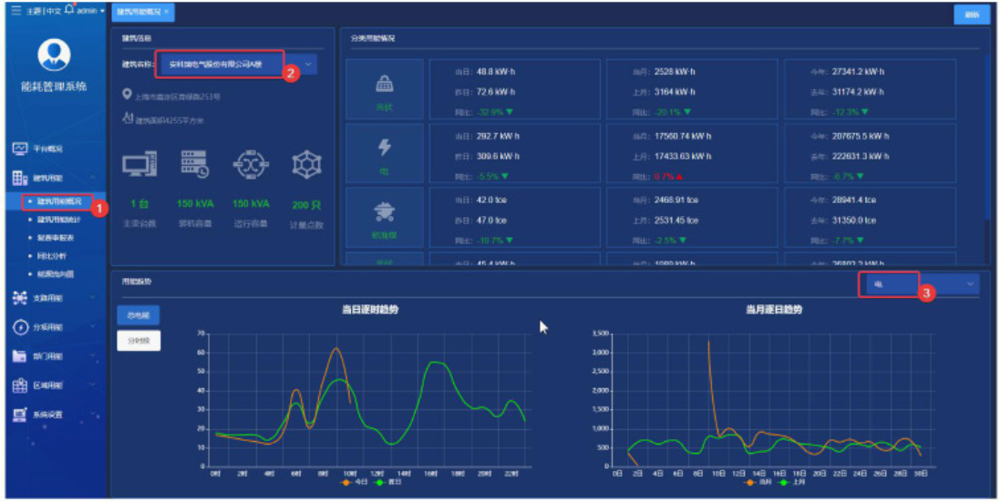 主题 | 中文 admin
建筑用能概况 ×
刷新
能耗管理系统
平台概况
建筑用能
建筑用能概况
1
建筑用能统计
配套率报表
同比分析
能源流向图
支路用能
分项用能
部门用能
区域用能
系统设置
建筑信息
建筑名称: 安科瑞电气股份有限公司A楼
2
上海市嘉定区育绿路253号
建筑面积4255平方米
1 台 150 kVA 150 kVA 200 只
主变台数 装机容量 运行容量 计量点数
分类用能情况
光伏
当日: 48.8 kW·h 当月: 2528 kW·h 今年: 27341.2 kW·h
昨日: 72.6 kW·h 上月: 3164 kW·h 去年: 31174.2 kW·h
同比: -32.9% ▼ 同比: -20.1% ▼ 同比: -12.3% ▼
电
当日: 292.7 kW·h 当月: 17560.74 kW·h 今年: 207675.5 kW·h
昨日: 309.6 kW·h 上月: 17433.63 kW·h 去年: 222631.3 kW·h
同比: -5.5% ▼ 同比: 0.7% ▲ 同比: -6.7% ▼
标准煤
当日: 42.0 tce 当月: 2468.91 tce 今年: 28941.4 tce
昨日: 47.0 tce 上月: 2531.45 tce 去年: 31350.0 tce
同比: -10.7% ▼ 同比: -2.5% ▼ 同比: -7.7% ▼
用能趋势
电
3
总电能
分时段
当日逐时趋势
70
60
50
40
30
20
10
0
0时 2时 4时 6时 8时 10时 12时 14时 16时 18时 20时 22时
今日 昨日
当月逐日趋势
3,500
3,000
2,500
2,000
1,500
1,000
500
0
0日 2日 4日 6日 8日 10日 12日 14日 16日 18日 20日 22日 24日 26日 28日 30日
当月 上月